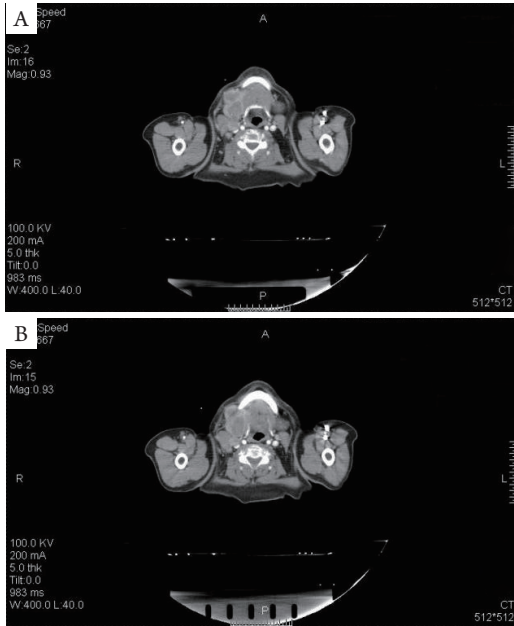 A
Speed
667
A
Se:2
Im:16
Mag:0.93
R
L
100.0 KV
200 mA
5.0 thk
Tilt:0.0
983 ms
W:400.0 L:40.0
P
CT
512*512
B
Speed
667
A
Se:2
Im:15
Mag:0.93
R
L
100.0 KV
200 mA
5.0 thk
Tilt:0.0
983 ms
W:400.0 L:40.0
P
CT
512*512